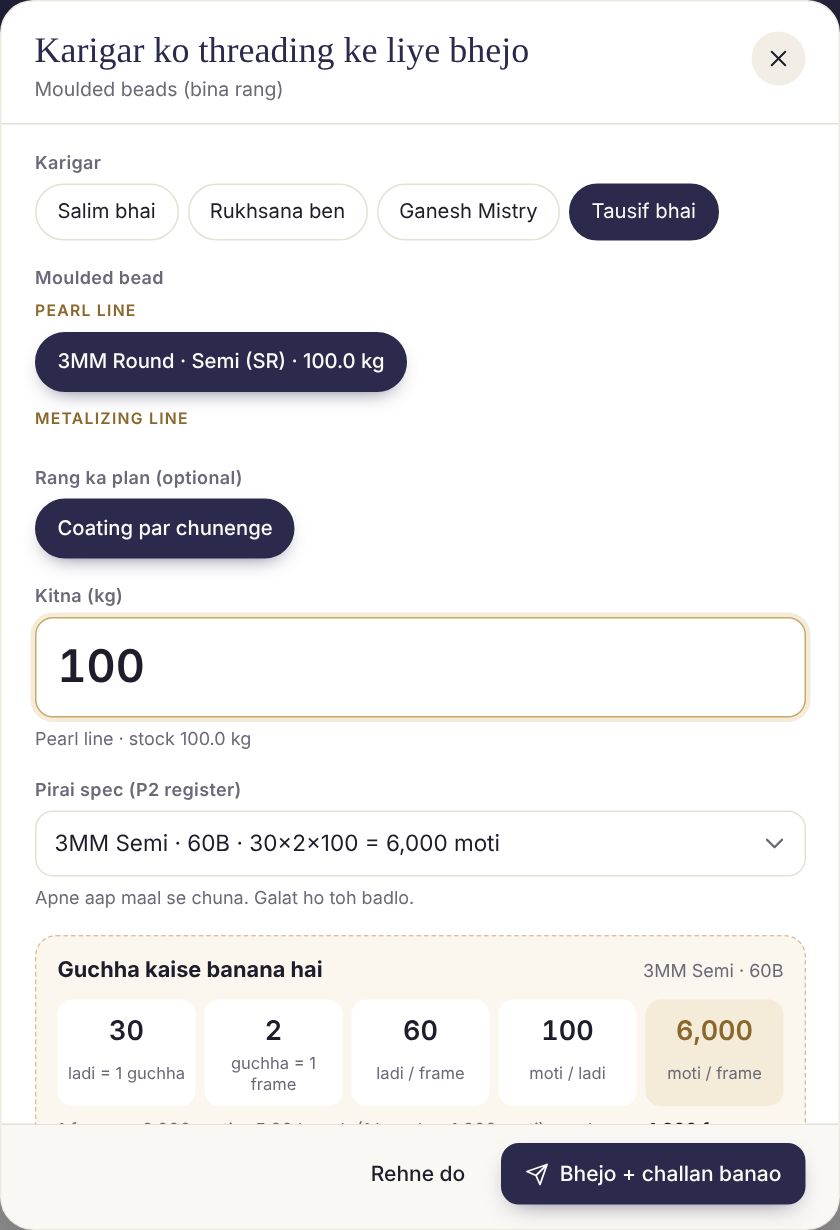 Karigar ko threading ke liye bhejo
Moulded beads (bina rang)
Karigar
Salim bhai
Rukhsana ben
Ganesh Mistry
Tausif bhai
Moulded bead
PEARL LINE
3MM Round · Semi (SR) · 100.0 kg
METALIZING LINE
Rang ka plan (optional)
Coating par chunenge
Kitna (kg)
100
Pearl line · stock 100.0 kg
Pirai spec (P2 register)
3MM Semi · 60B · 30×2×100 = 6,000 moti
Apne aap maal se chuna. Galat ho toh badlo.
Guchha kaise banana hai
3MM Semi · 60B
30
ladi = 1 guchha
2
guchha = 1
frame
60
ladi / frame
100
moti / ladi
6,000
moti / frame
Rehne do
Bhejo + challan banao